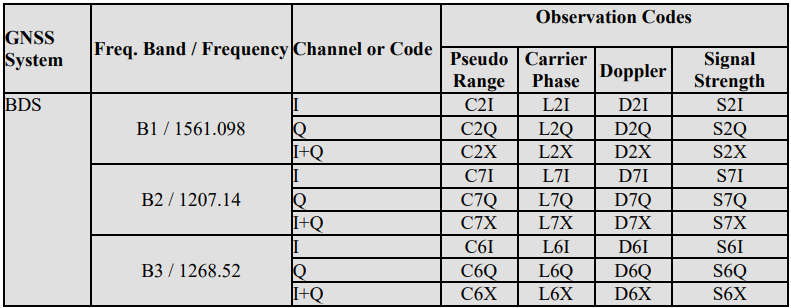 GNSS System Freq. Band / Frequency Channel or Code Observation Codes
Pseudo Range Carrier Phase Doppler Signal Strength
BDS B1 / 1561.098 I C2I L2I D2I S2I
Q C2Q L2Q D2Q S2Q
I+Q C2X L2X D2X S2X
B2 / 1207.14 I C7I L7I D7I S7I
Q C7Q L7Q D7Q S7Q
I+Q C7X L7X D7X S7X
B3 / 1268.52 I C6I L6I D6I S6I
Q C6Q L6Q D6Q S6Q
I+Q C6X L6X D6X S6X